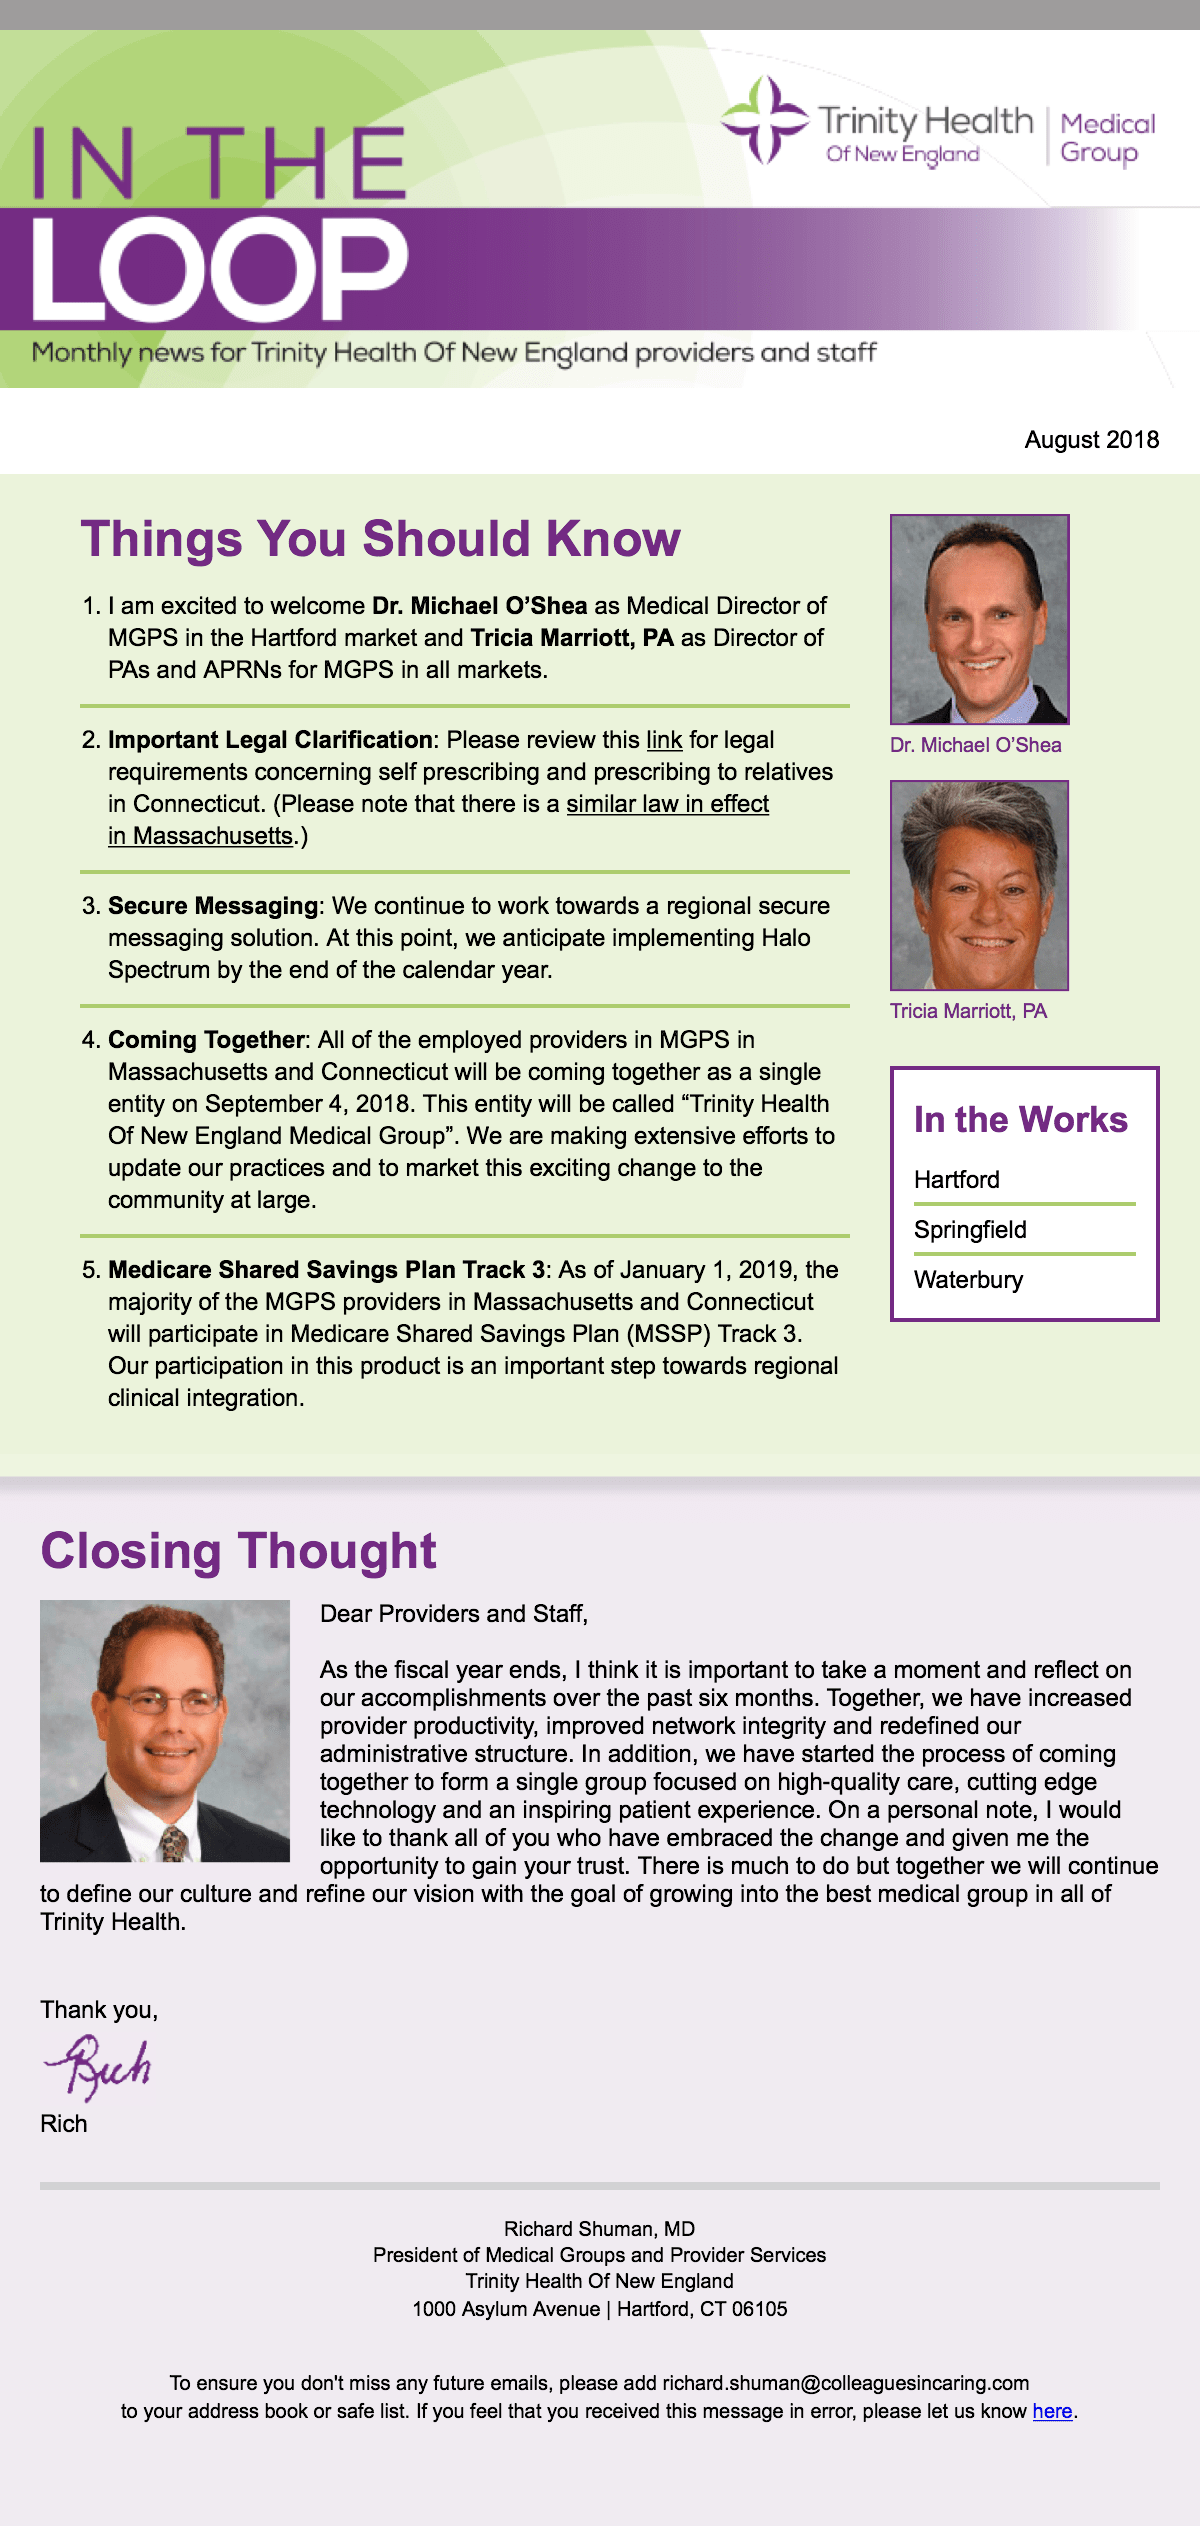 IN THE
LOOP
Trinity Health
Of New England
Medical
Group
Monthly news for Trinity Health Of New England providers and staff
August 2018
Things You Should Know
1. I am excited to welcome Dr. Michael O’Shea as Medical Director of
MGPS in the Hartford market and Tricia Marriott, PA as Director of
PAs and APRNs for MGPS in all markets.
2. Important Legal Clarification: Please review this link for legal
requirements concerning self prescribing and prescribing to relatives
in Connecticut. (Please note that there is a similar law in effect
in Massachusetts.)
3. Secure Messaging: We continue to work towards a regional secure
messaging solution. At this point, we anticipate implementing Halo
Spectrum by the end of the calendar year.
4. Coming Together: All of the employed providers in MGPS in
Massachusetts and Connecticut will be coming together as a single
entity on September 4, 2018. This entity will be called “Trinity Health
Of New England Medical Group”. We are making extensive efforts to
update our practices and to market this exciting change to the
community at large.
5. Medicare Shared Savings Plan Track 3: As of January 1, 2019, the
majority of the MGPS providers in Massachusetts and Connecticut
will participate in Medicare Shared Savings Plan (MSSP) Track 3.
Our participation in this product is an important step towards regional
clinical integration.
Dr. Michael O’Shea
Tricia Marriott, PA
In the Works
Hartford
Springfield
Waterbury
Closing Thought
Dear Providers and Staff,
As the fiscal year ends, I think it is important to take a moment and reflect on
our accomplishments over the past six months. Together, we have increased
provider productivity, improved network integrity and redefined our
administrative structure. In addition, we have started the process of coming
together to form a single group focused on high-quality care, cutting edge
technology and an inspiring patient experience. On a personal note, I would
like to thank all of you who have embraced the change and given me the
opportunity to gain your trust. There is much to do but together we will continue
to define our culture and refine our vision with the goal of growing into the best medical group in all of
Trinity Health.
Thank you,
Rich
Rich
Richard Shuman, MD
President of Medical Groups and Provider Services
Trinity Health Of New England
1000 Asylum Avenue | Hartford, CT 06105
To ensure you don't miss any future emails, please add richard.shuman@colleaguesincaring.com
to your address book or safe list. If you feel that you received this message in error, please let us know here.